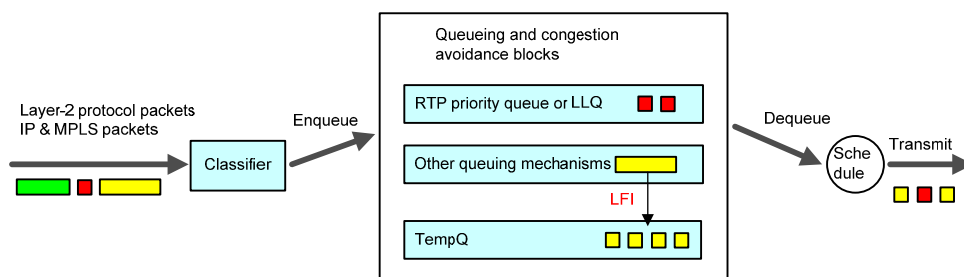 Layer-2 protocol packets
IP & MPLS packets
Classifier
Enqueue
Queueing and congestion
avoidance blocks
RTP priority queue or LLQ
Other queuing mechanisms
LFI
TempQ
Dequeue
Sche
dule
Transmit